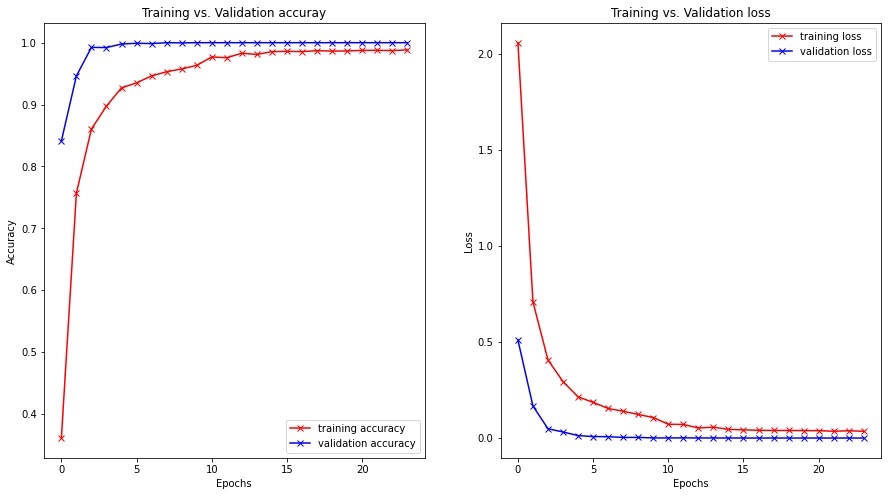 Training vs. Validation accuray
1.0
0.9
0.8
0.7
0.6
0.5
0.4
Accuracy
0
5
10
15
20
Epochs
training accuracy
validation accuracy
Training vs. Validation loss
2.0
1.5
1.0
0.5
0.0
Loss
0
5
10
15
20
Epochs
training loss
validation loss